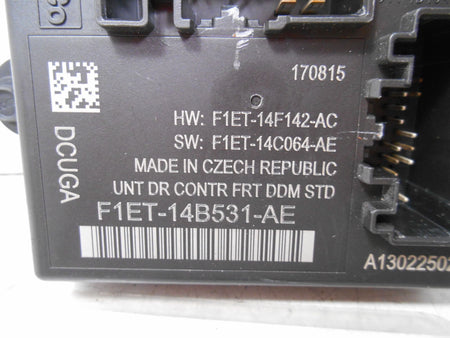 170815
HW: F1ET-14F142-AC
SW: F1ET-14C064-AE
MADE IN CZECH REPUBLIC
UNT DR CONTR FRT DDM STD
F1ET-14B531-AE
DCUGA